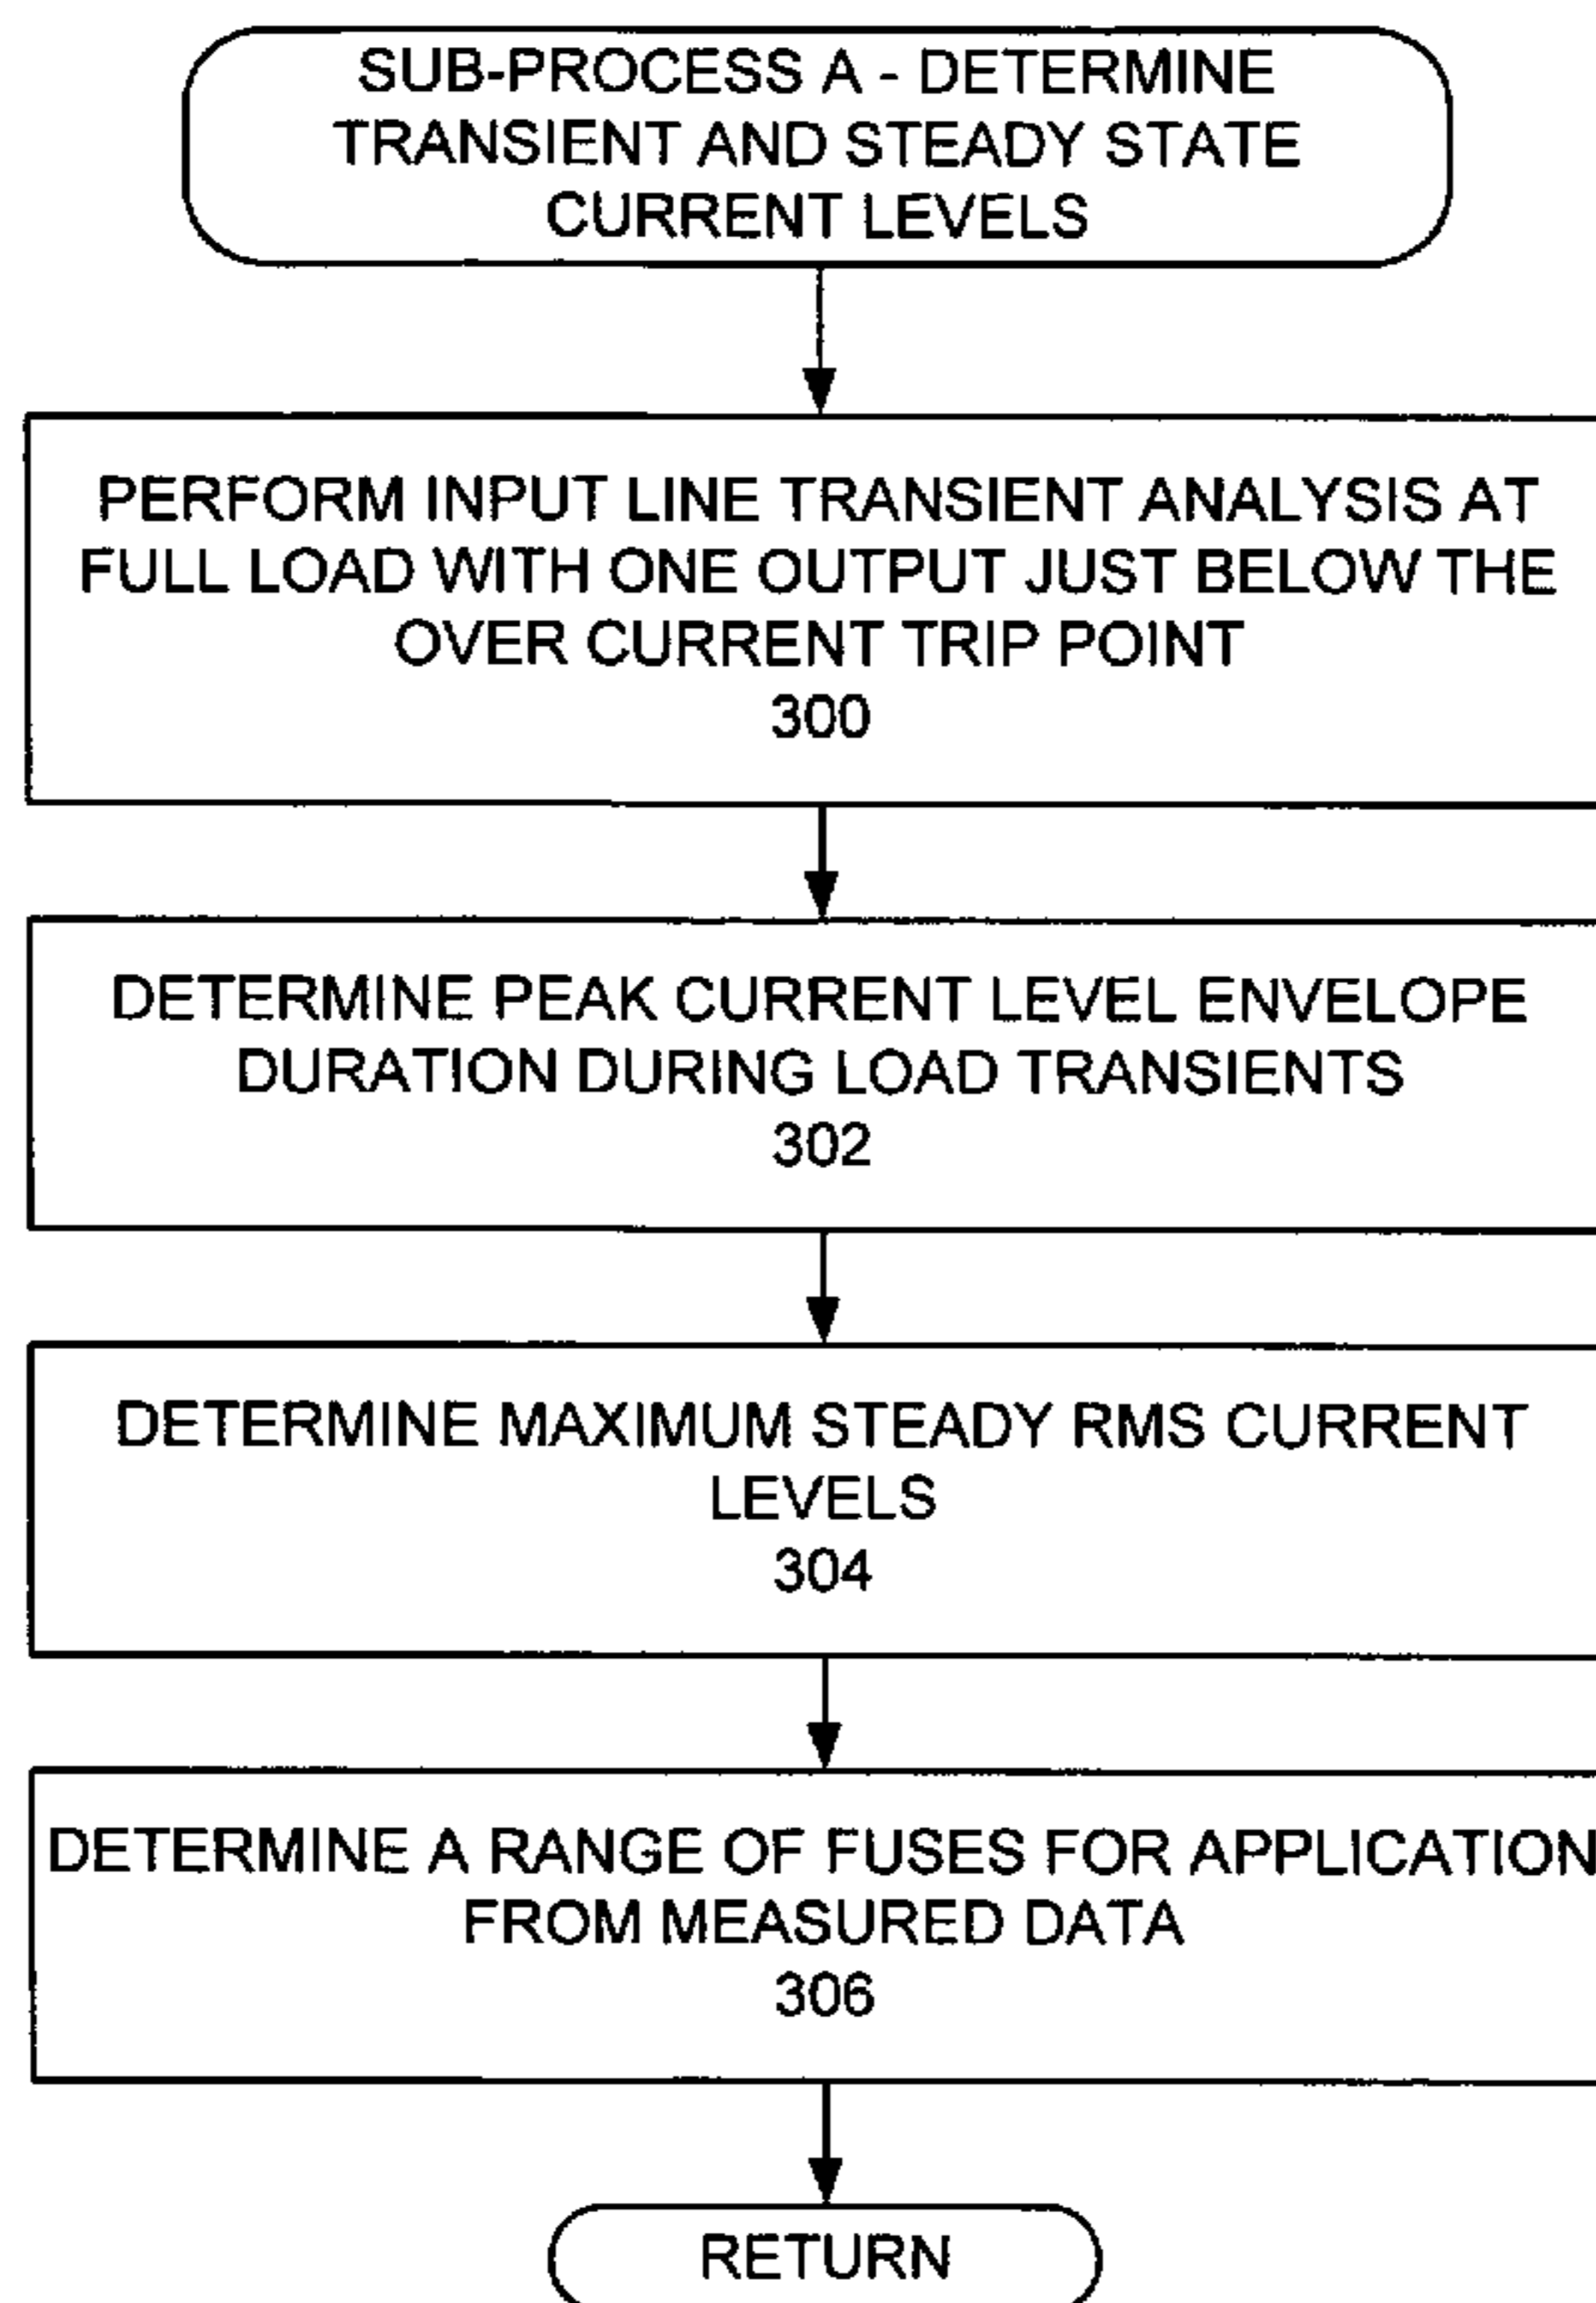 SUB-PROCESS A - DETERMINE
TRANSIENT AND STEADY STATE
CURRENT LEVELS
PERFORM INPUT LINE TRANSIENT ANALYSIS AT
FULL LOAD WITH ONE OUTPUT JUST BELOW THE
OVER CURRENT TRIP POINT
300
DETERMINE PEAK CURRENT LEVEL ENVELOPE
DURATION DURING LOAD TRANSIENTS
302
DETERMINE MAXIMUM STEADY RMS CURRENT
LEVELS
304
DETERMINE A RANGE OF FUSES FOR APPLICATION
FROM MEASURED DATA
306
RETURN